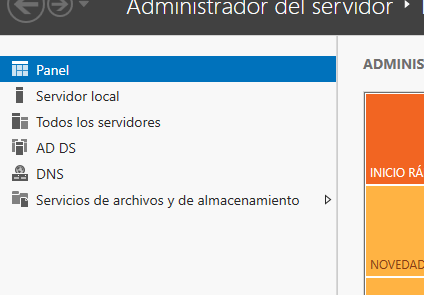 Administrador del servidor
Panel
Servidor local
Todos los servidores
AD DS
DNS
Servicios de archivos y de almacenamiento
ADMINIS
INICIO RÁ
NOVEDAD